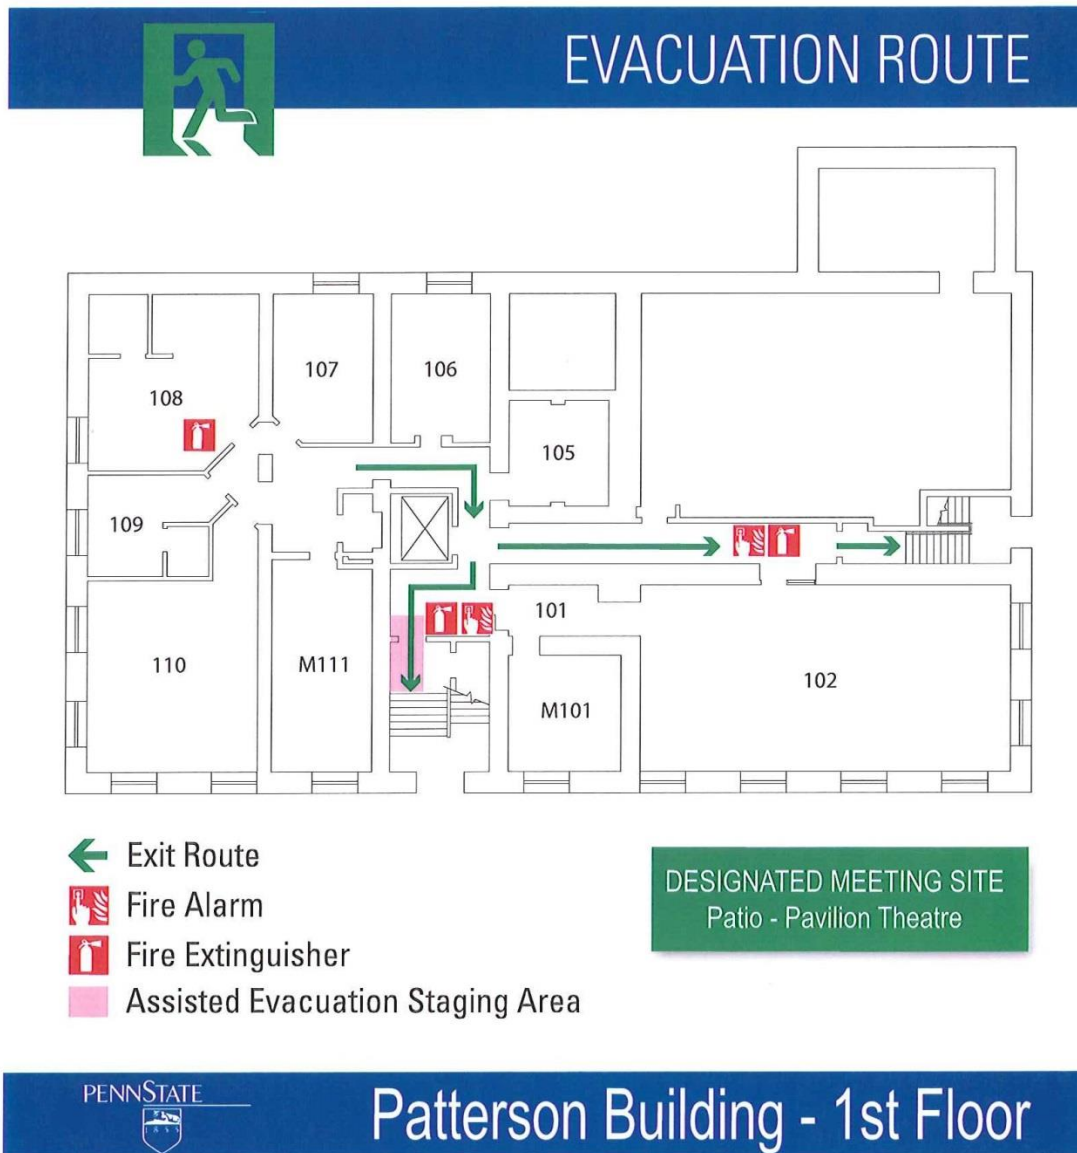 EVACUATION ROUTE
107
106
108
105
109
101
110
M111
102
M101
Exit Route
Fire Alarm
Fire Extinguisher
Assisted Evacuation Staging Area
DESIGNATED MEETING SITE
Patio - Pavilion Theatre
PENNSTATE
1855
Patterson Building - 1st Floor